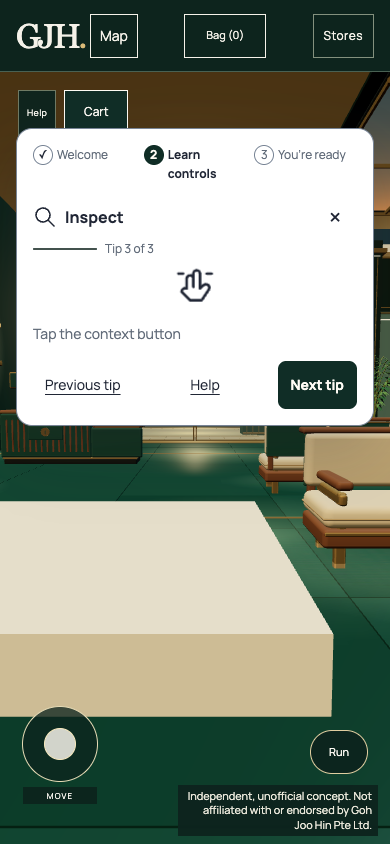 GJH.
Map
Bag (0)
Stores
Help
Cart
✓ Welcome
2 Learn
controls
3 You're ready
Inspect
Tip 3 of 3
Tap the context button
Previous tip
Help
Next tip
Run
MOVE
Independent, unofficial concept. Not
affiliated with or endorsed by Goh
Joo Hin Pte Ltd.